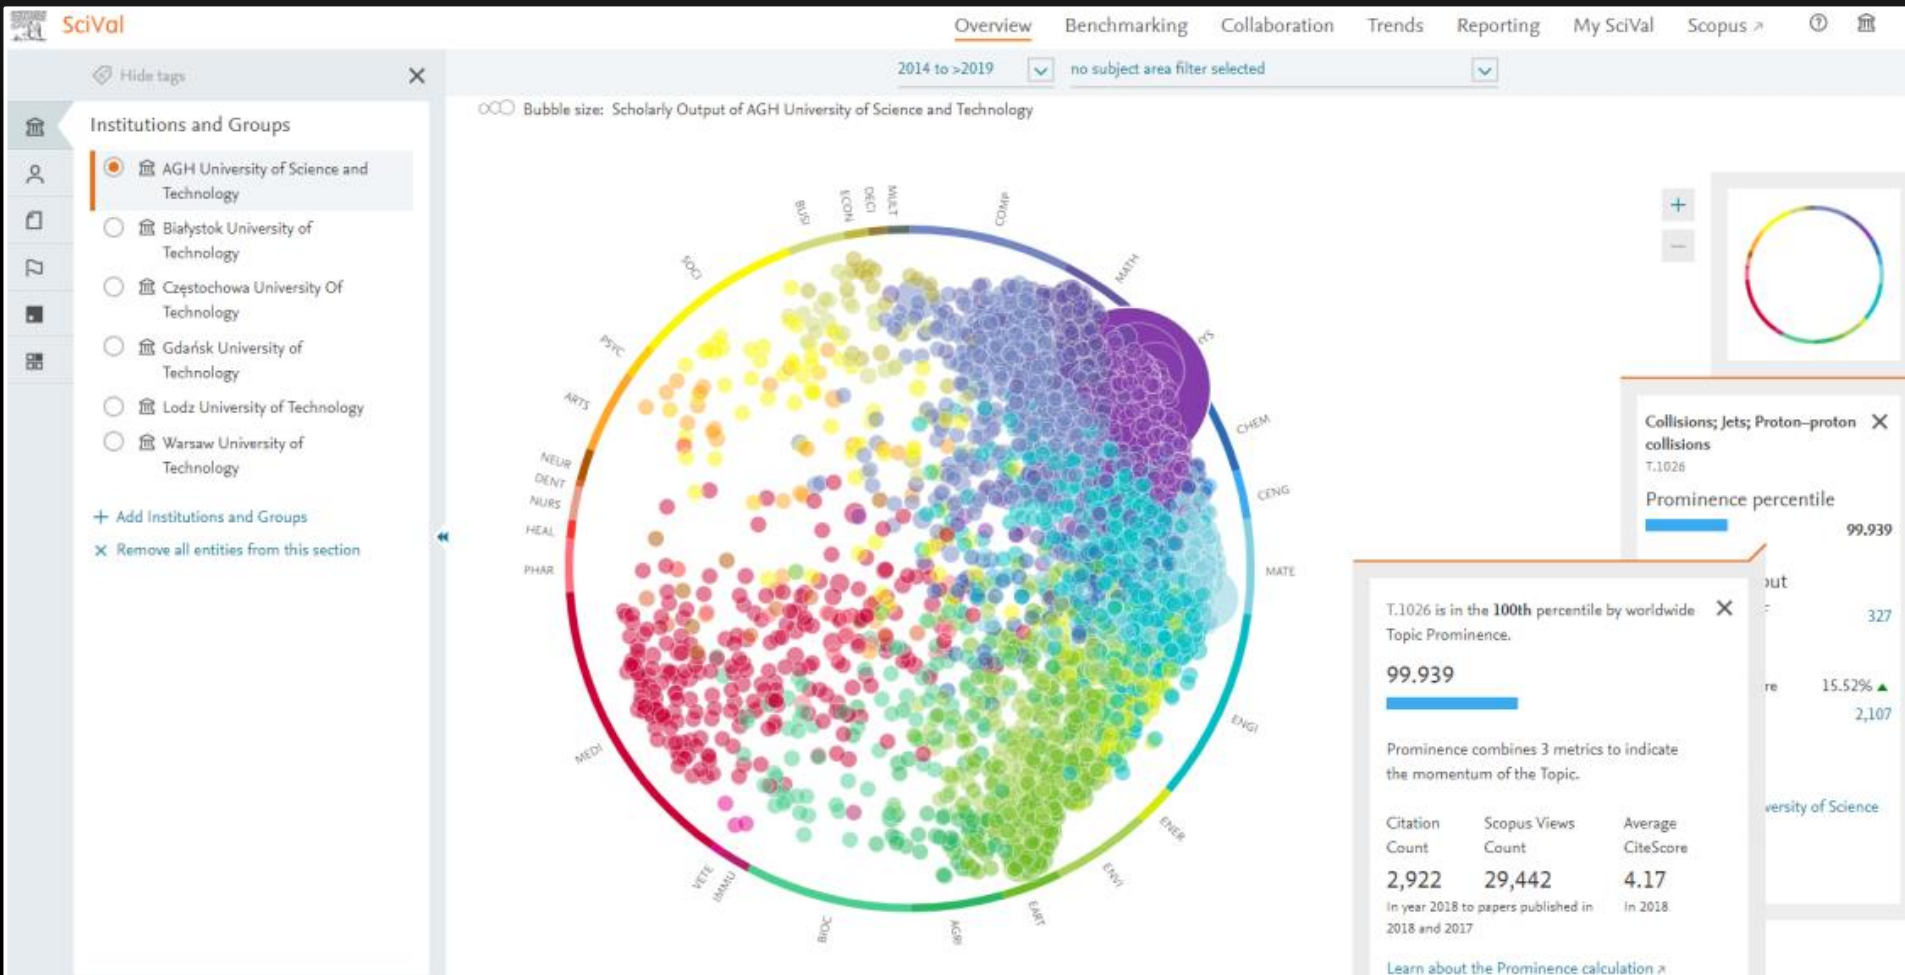 SciVal
Overview
Benchmarking
Collaboration
Trends
Reporting
My SciVal
Scopus
Hide tags
2014 to >2019
no subject area filter selected
Institutions and Groups
AGH University of Science and
Technology
Białystok University of
Technology
Częstochowa University Of
Technology
Gdańsk University of
Technology
Lodz University of Technology
Warsaw University of
Technology
+ Add Institutions and Groups
Remove all entities from this section
Bubble size: Scholarly Output of AGH University of Science and Technology
MULT
DECI
ECON
BUSI
SOCI
PSYC
ARTS
NEUR
DENT
NURS
HEAL
PHAR
MEDI
VETE
IMMU
BIOC
AGRI
EART
ENVI
ENER
ENGI
MATE
CENG
CHEM
YS
MATH
COMP
Collisions; Jets; Proton–proton
collisions
T.1026
Prominence percentile
99.939
out
327
re 15.52%
2,107
versity of Science
T.1026 is in the 100th percentile by worldwide
Topic Prominence.
99.939
Prominence combines 3 metrics to indicate
the momentum of the Topic.
Citation Scopus Views Average
Count Count CiteScore
2,922 29,442 4.17
In year 2018 to papers published in In 2018
2018 and 2017
Learn about the Prominence calculation